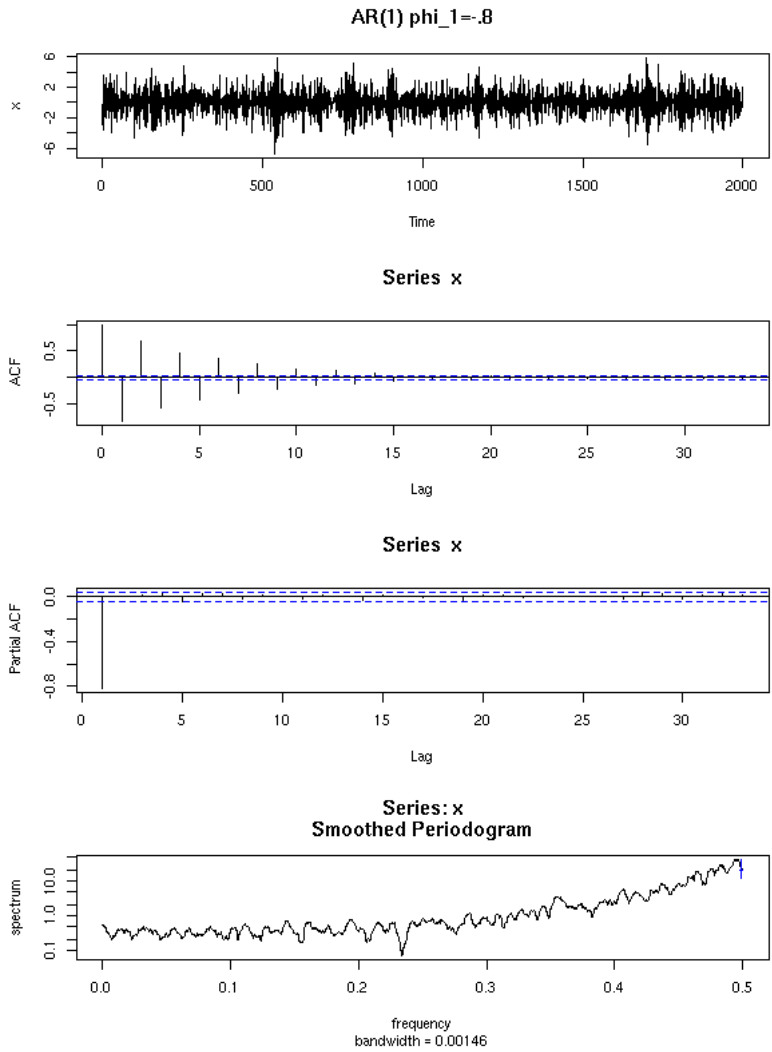 AR(1) phi_1=-.8
6
2
-2
-6
x
0 500 1000 1500 2000
Time
Series x
0.5
-0.5
ACF
0 5 10 15 20 25 30
Lag
Series x
0.0
-0.4
-0.8
Partial ACF
0 5 10 15 20 25 30
Lag
Series: x
Smoothed Periodogram
10.0
1.0
0.1
spectrum
0.0 0.1 0.2 0.3 0.4 0.5
frequency
bandwidth = 0.00146